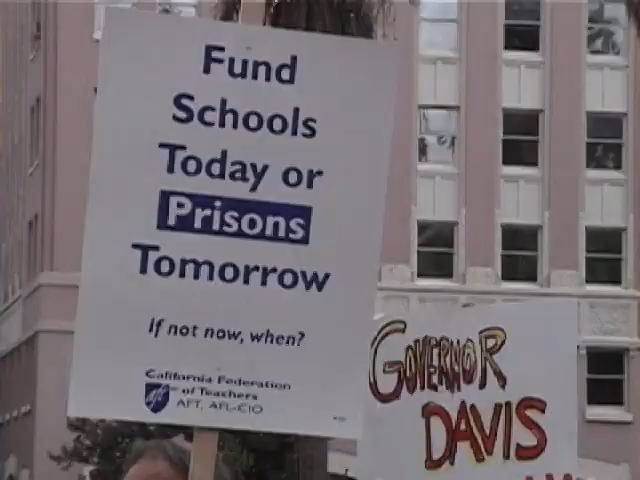 Fund
Schools
Today or
Prisons
Tomorrow
If not now, when?
California Federation
of Teachers
AFT, AFL-CIO
GOVERNOR
DAVIS